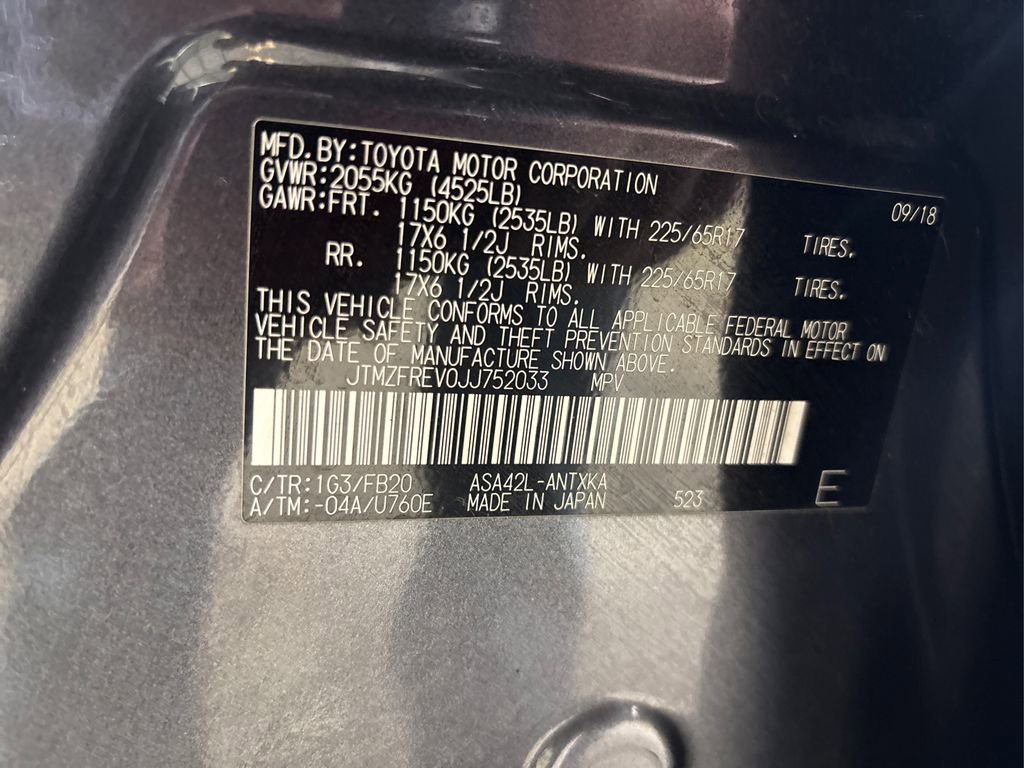 MFD.BY:TOYOTA MOTOR CORPORATION 09/18
GVWR:2055KG (4525LB)
GAWR:FRT. 1150KG (2535LB) WITH 225/65R17 TIRES.
17X6 1/2J RIMS.
RR. 1150KG (2535LB) WITH 225/65R17 TIRES.
17X6 1/2J RIMS.
THIS VEHICLE CONFORMS TO ALL APPLICABLE FEDERAL MOTOR
VEHICLE SAFETY AND THEFT PREVENTION STANDARDS IN EFFECT ON
THE DATE OF MANUFACTURE SHOWN ABOVE.
JTMZFREV0JJ752033 MPV
C/TR:1G3/FB20 ASA42L-ANTXKA
A/TM:-04A/U760E MADE IN JAPAN 523 E